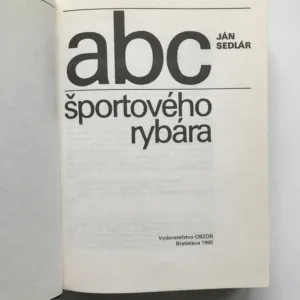 abc
JÁN
SEDLÁR
športového
rybára
Vydavateľstvo OBZOR
Bratislava 1990